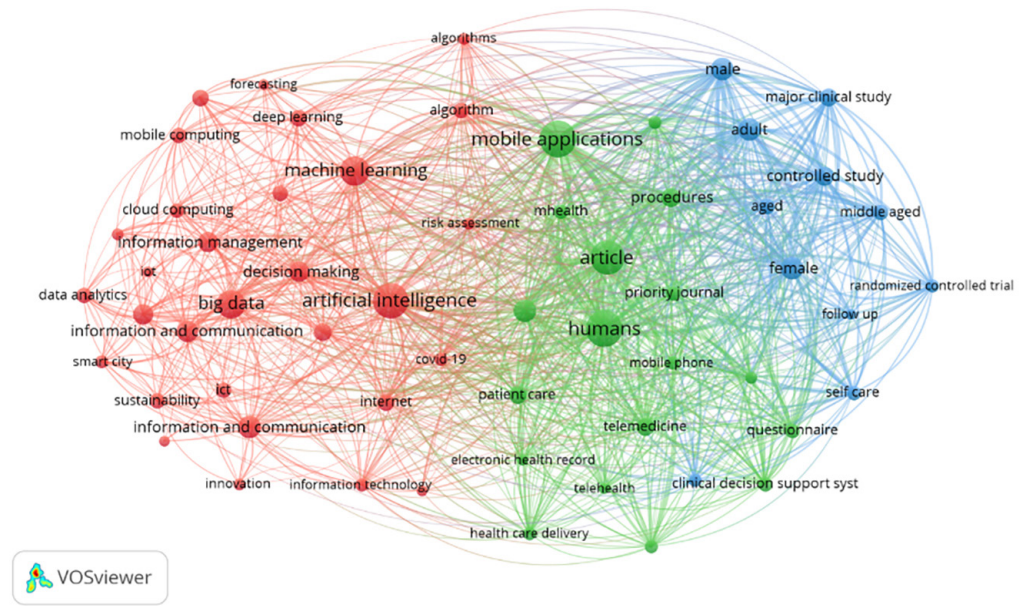 algorithms
male
forecasting
major clinical study
algorithm
deep learning
adult
mobile computing
mobile applications
machine learning
controlled study
procedures
cloud computing
mhealth
aged
middle aged
risk assessment
information management
article
iot
decision making
female
randomized controlled trial
data analytics
priority journal
big data
artificial intelligence
follow up
information and communication
humans
smart city
covid-19
mobile phone
ict
self care
sustainability
internet
patient care
information and communication
telemedicine
questionnaire
electronic health record
innovation
information technology
telehealth
clinical decision support syst
health care delivery
VOSviewer